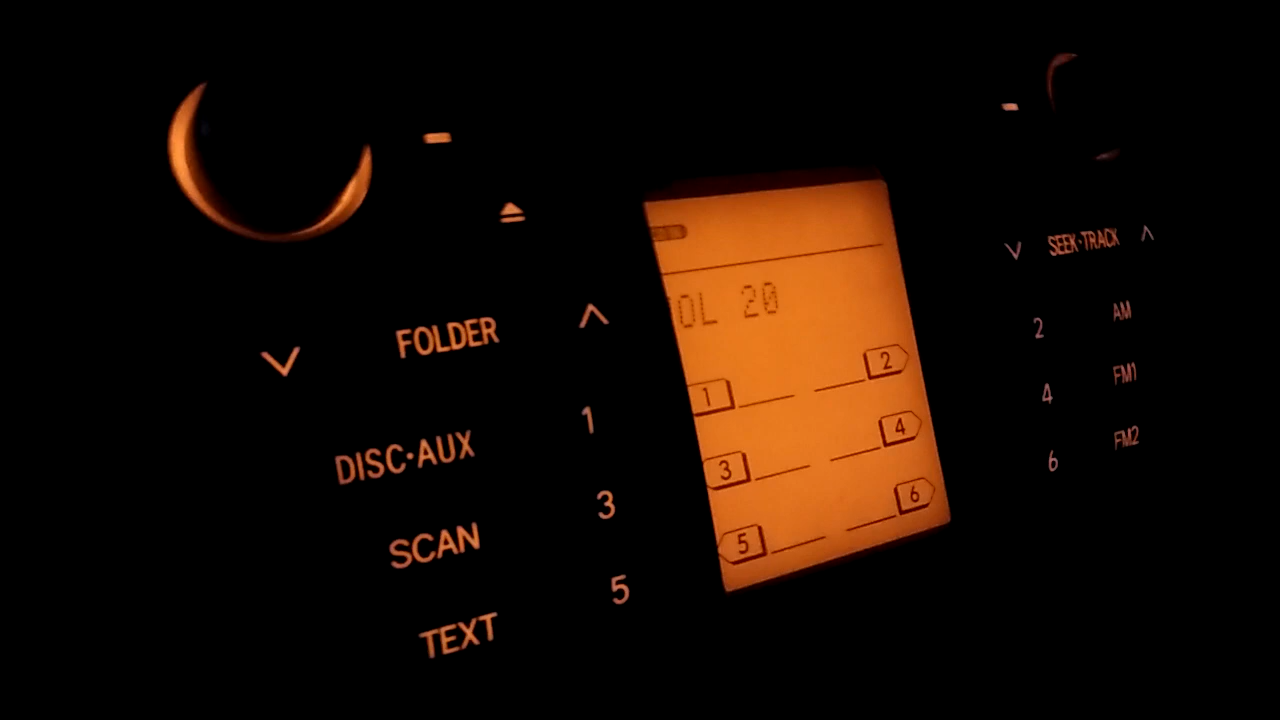 FOLDER
DISC·AUX
SCAN
TEXT
1
3
5
OL 20
1
2
3
4
5
6
SEEK·TRACK
2
AM
4
FM1
6
FM2